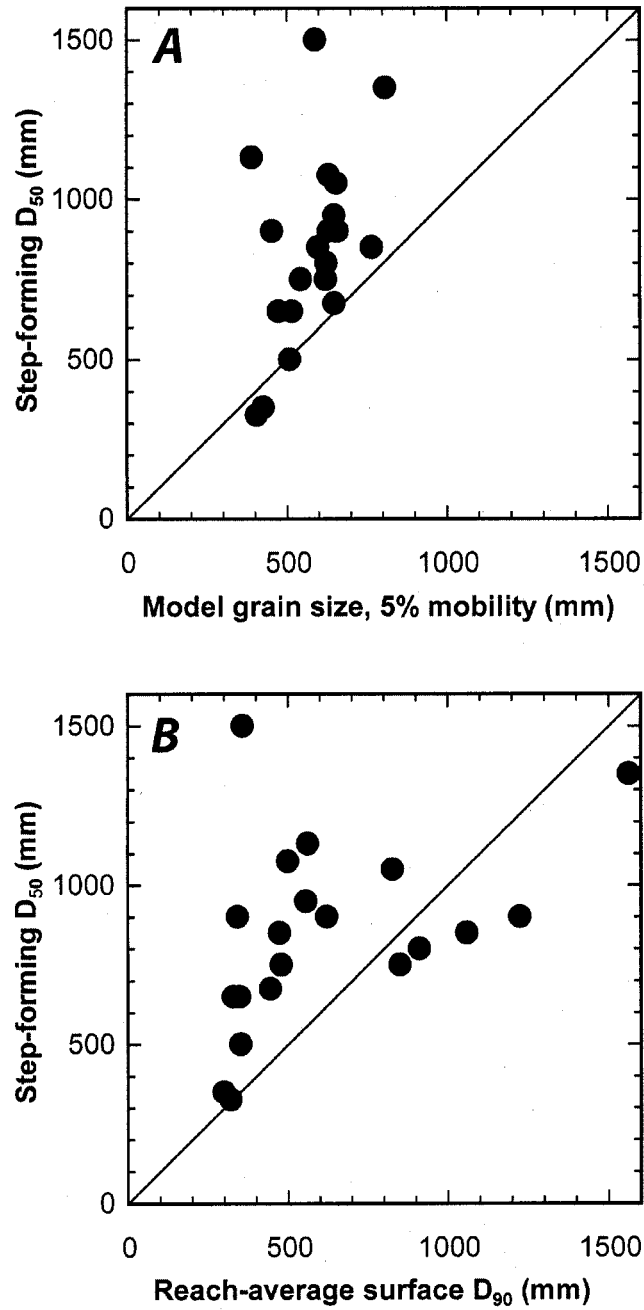 A
1500
1000
500
0
Step-forming D50 (mm)
0 500 1000 1500
Model grain size, 5% mobility (mm)
B
1500
1000
500
0
Step-forming D50 (mm)
0 500 1000 1500
Reach-average surface D90 (mm)